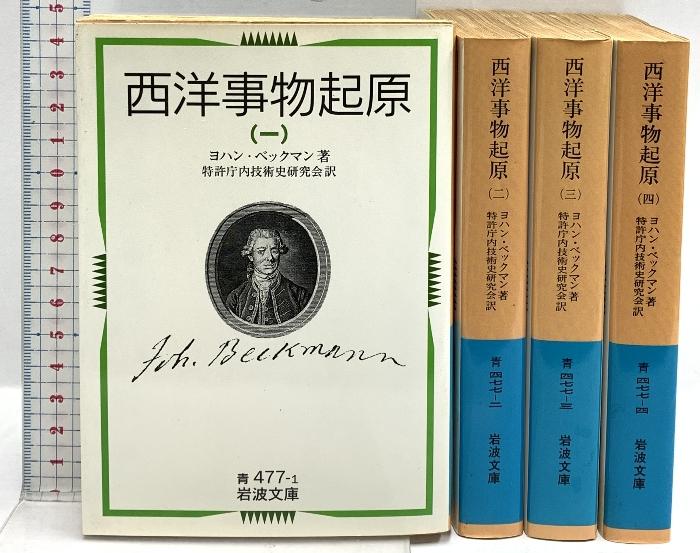 西洋事物起原
(一)
ヨハン・ベックマン著
特許庁内技術史研究会訳
Joh. Beckmann
青 477-1
岩波文庫
西洋事物起原(二)
ヨハン・ベックマン著
特許庁内技術史研究会訳
青四七七-二
岩波文庫
西洋事物起原(三)
ヨハン・ベックマン著
特許庁内技術史研究会訳
青四七七-三
岩波文庫
西洋事物起原(四)
ヨハン・ベックマン著
特許庁内技術史研究会訳
青四七七-四
岩波文庫